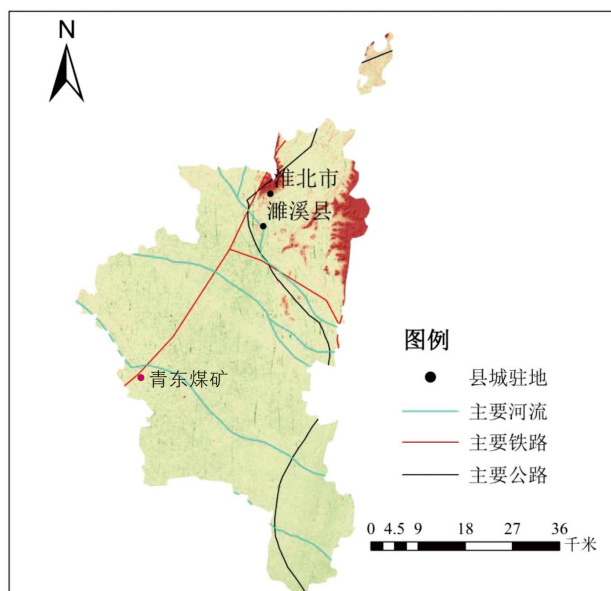 N
淮北市
濉溪县
青东煤矿
图例
县城驻地
主要河流
主要铁路
主要公路
0 4.5 9 18 27 36
千米